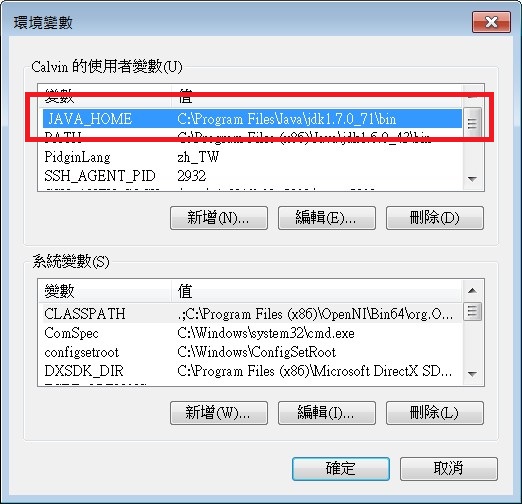 環境變數
Calvin 的使用者變數(U)
變數 值
JAVA_HOME C:\Program Files\Java\jdk1.7.0_71\bin
PATH C:\Program Files (x86)\Java\jdk1.6.0_43\bin
PidginLang zh_TW
SSH_AGENT_PID 2932
新增(N)... 編輯(E)... 刪除(D)
系統變數(S)
變數 值
CLASSPATH .;C:\Program Files (x86)\OpenNI\Bin64\org.O...
ComSpec C:\Windows\system32\cmd.exe
configsetroot C:\Windows\ConfigSetRoot
DXSDK_DIR C:\Program Files (x86)\Microsoft DirectX SD...
新增(W)... 編輯(I)... 刪除(L)
確定 取消